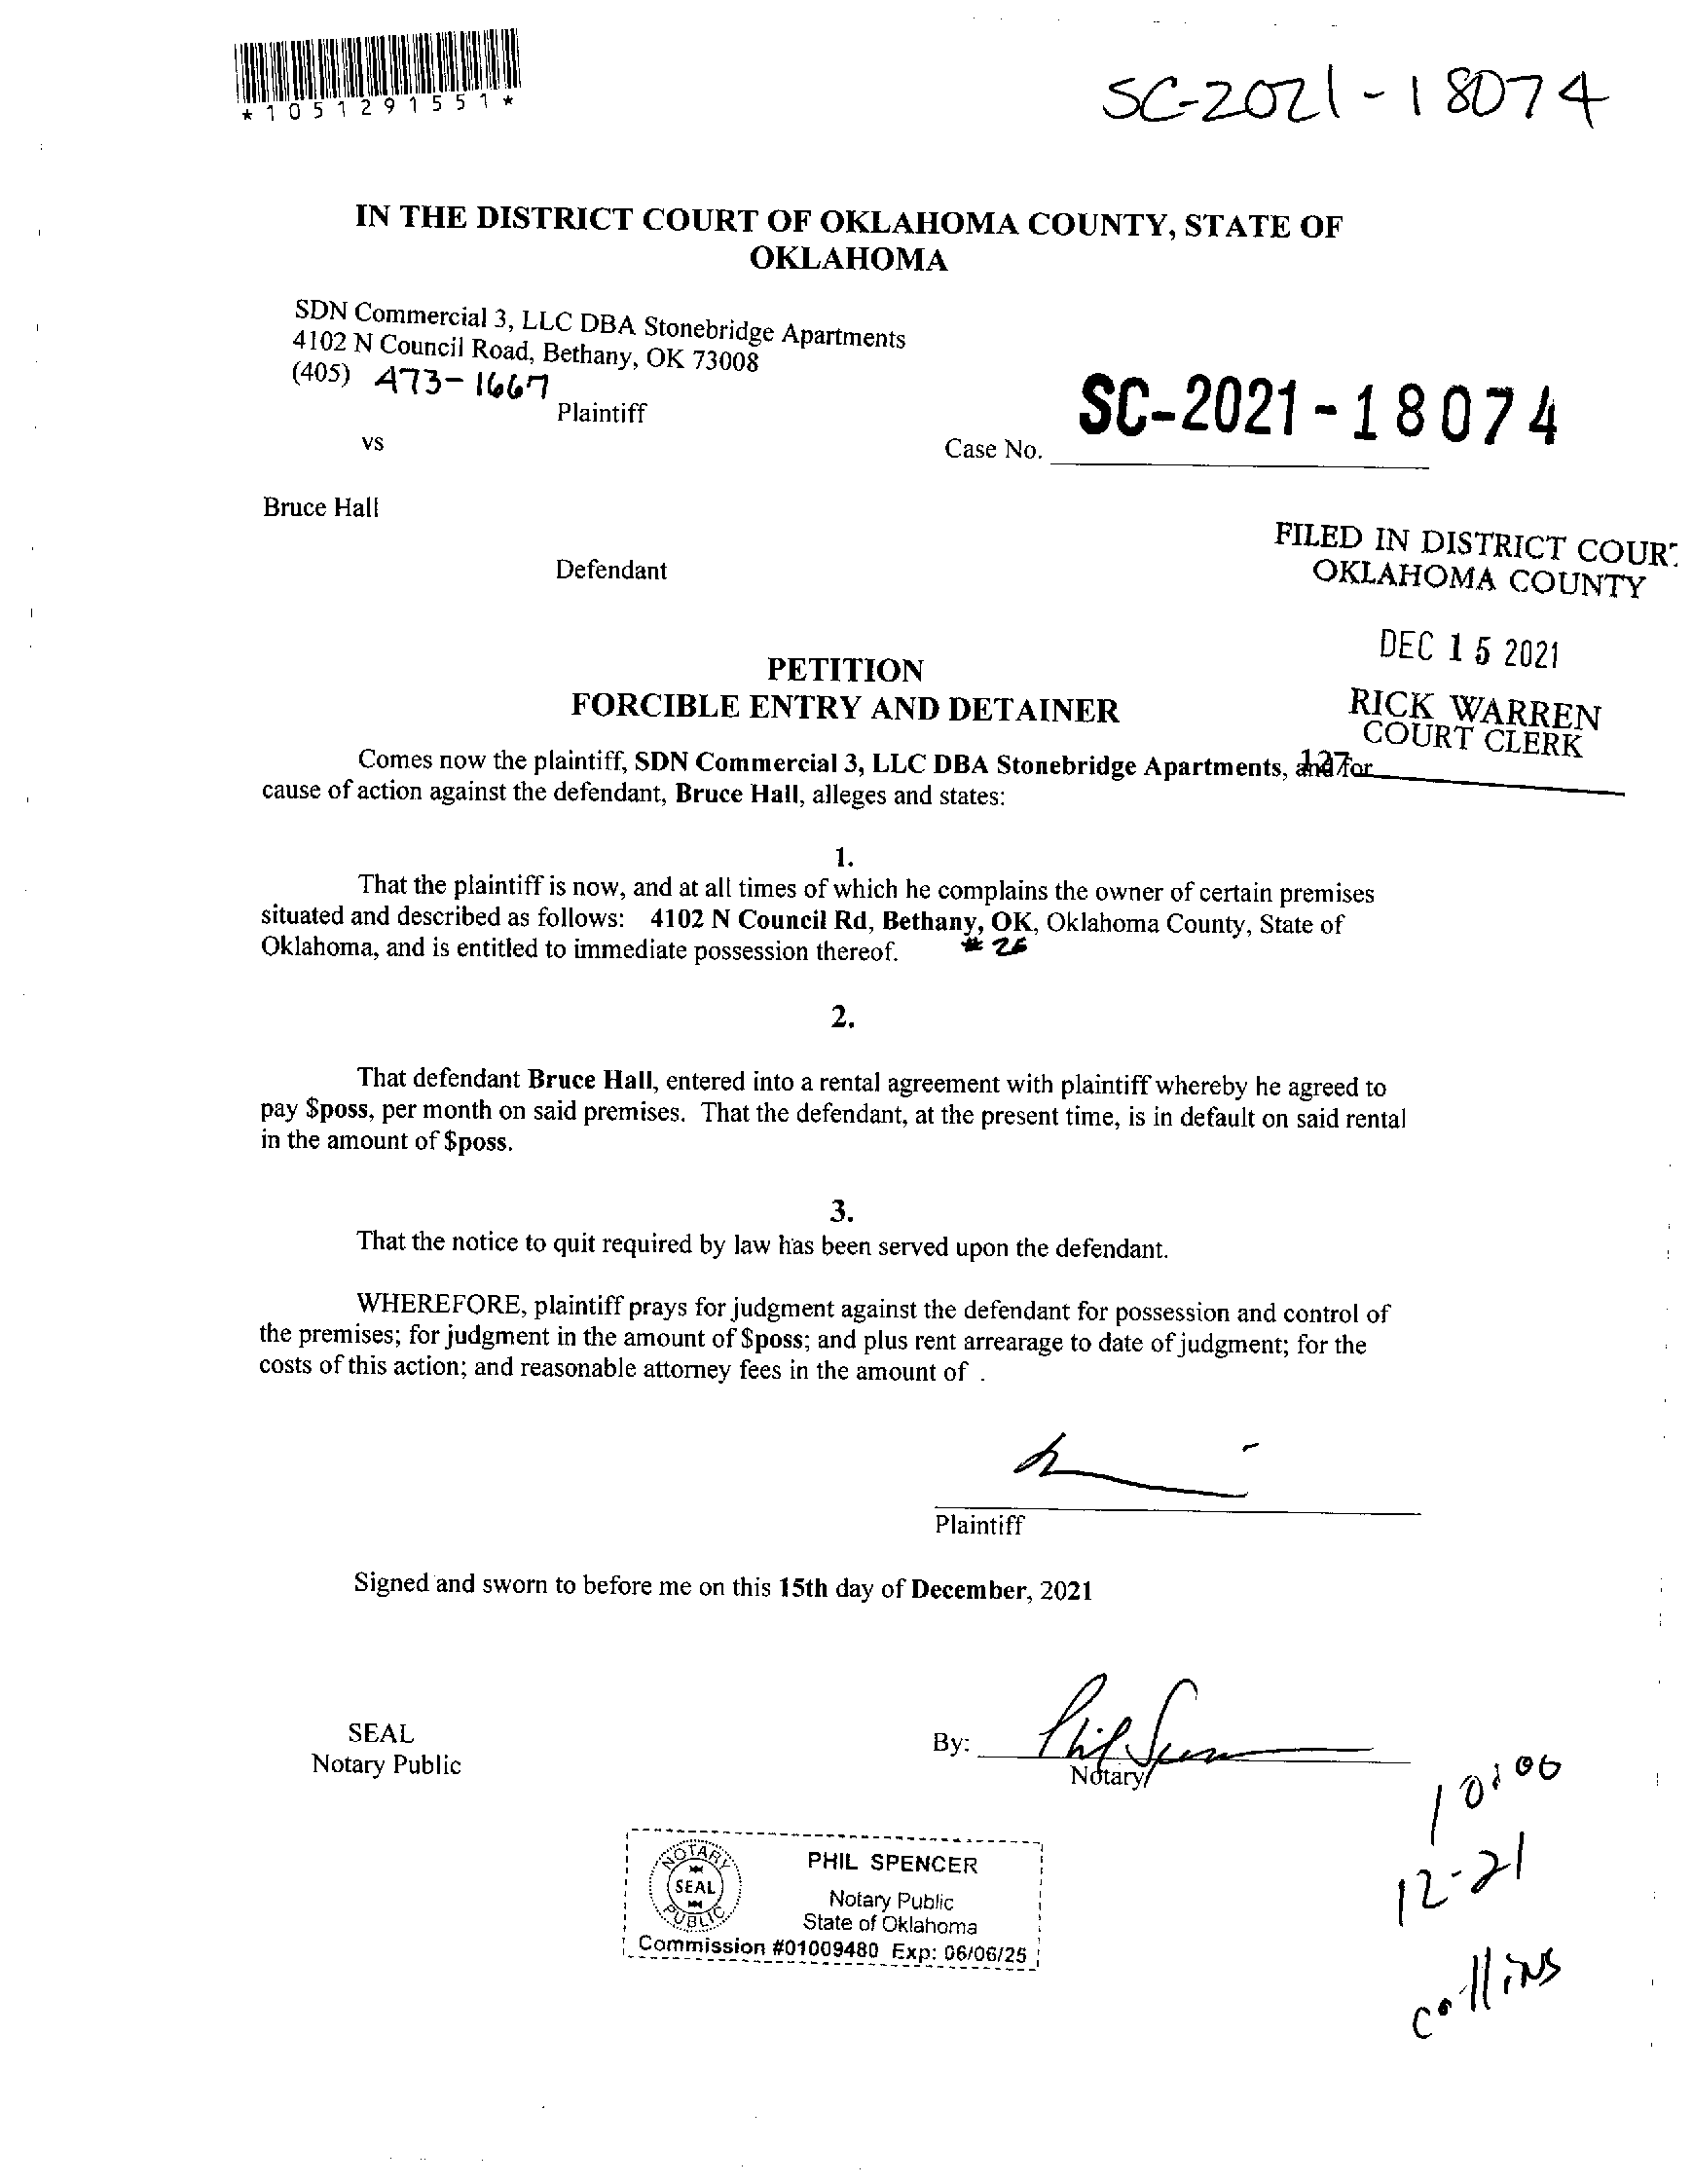 *1051291551*
SC-2021-18074
IN THE DISTRICT COURT OF OKLAHOMA COUNTY, STATE OF
OKLAHOMA
SDN Commercial 3, LLC DBA Stonebridge Apartments
4102 N Council Road, Bethany, OK 73008
(405) 473-1667
Plaintiff
vs
Case No. SC-2021-18074
Bruce Hall
Defendant
FILED IN DISTRICT COUR
OKLAHOMA COUNTY
DEC 15 2021
RICK WARREN
COURT CLERK
127
PETITION
FORCIBLE ENTRY AND DETAINER
Comes now the plaintiff, SDN Commercial 3, LLC DBA Stonebridge Apartments, and for
cause of action against the defendant, Bruce Hall, alleges and states:
1.
That the plaintiff is now, and at all times of which he complains the owner of certain premises
situated and described as follows: 4102 N Council Rd, Bethany, OK, Oklahoma County, State of
Oklahoma, and is entitled to immediate possession thereof. #
2.
That defendant Bruce Hall, entered into a rental agreement with plaintiff whereby he agreed to
pay $poss, per month on said premises. That the defendant, at the present time, is in default on said rental
in the amount of $poss.
3.
That the notice to quit required by law has been served upon the defendant.
WHEREFORE, plaintiff prays for judgment against the defendant for possession and control of
the premises; for judgment in the amount of $poss; and plus rent arrearage to date of judgment; for the
costs of this action; and reasonable attorney fees in the amount of .
Plaintiff
Signed and sworn to before me on this 15th day of December, 2021
SEAL
Notary Public
By: Phil
Notary
10:00
12-21
collins
NOTARY
SEAL
PUBLIC
PHIL SPENCER
Notary Public
State of Oklahoma
Commission #01009480 Exp: 06/06/25